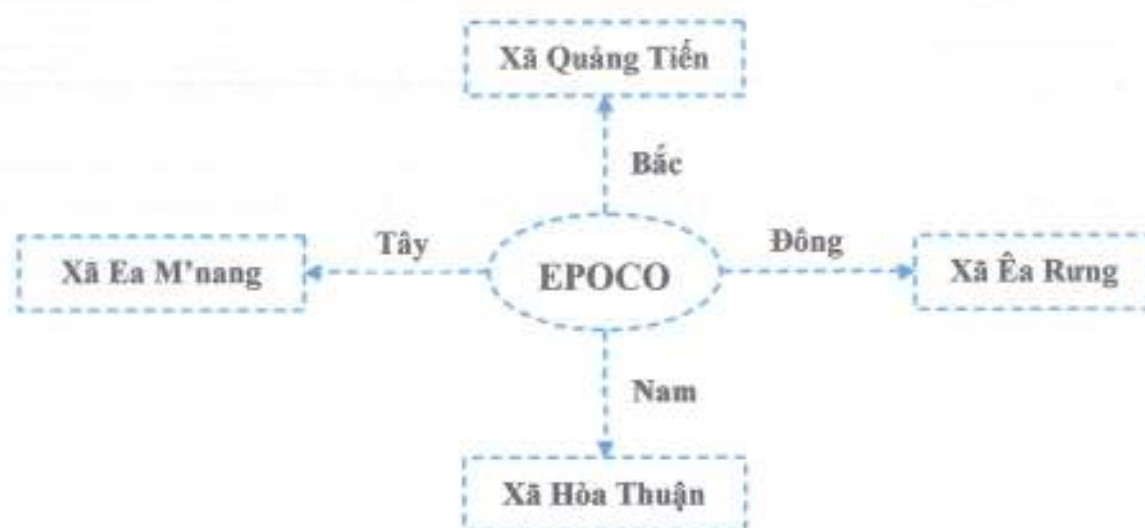 Xã Quảng Tiến
Bắc
Tây
Đông
Xã Ea M'nang
EPOCO
Xã Êa Rưng
Nam
Xã Hòa Thuận